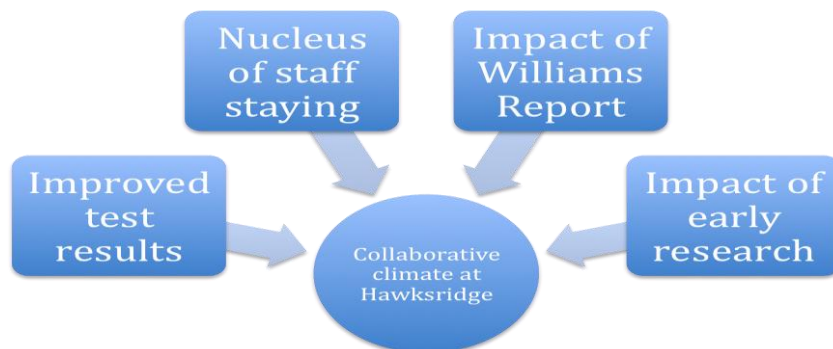 Nucleus
of staff
staying
Impact of
Williams
Report
Improved
test
results
Impact of
early
research
Collaborative
climate at
Hawksridge